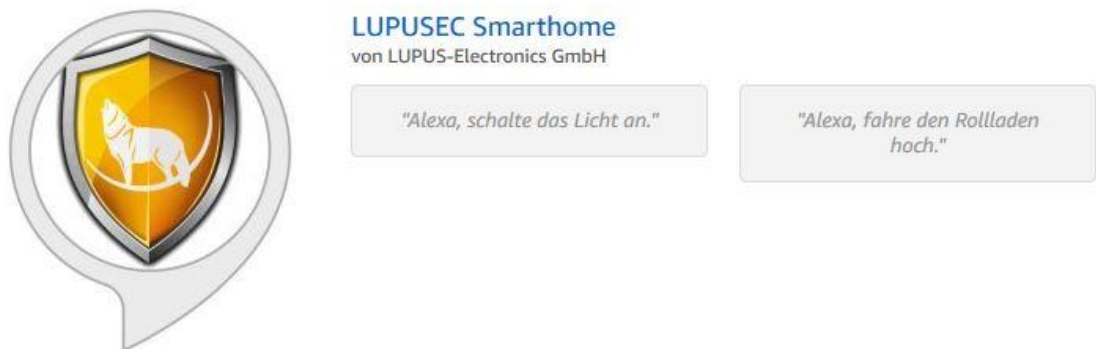 LUPUSEC Smarthome
von LUPUS-Electronics GmbH
"Alexa, schalte das Licht an."
"Alexa, fahre den Rollladen
hoch."